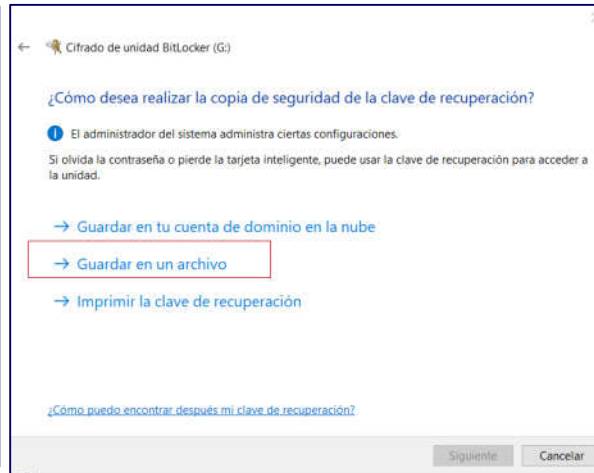 Cifrado de unidad BitLocker (G:)
¿Cómo desea realizar la copia de seguridad de la clave de recuperación?
El administrador del sistema administra ciertas configuraciones.
Si olvida la contraseña o pierde la tarjeta inteligente, puede usar la clave de recuperación para acceder a
la unidad.
→ Guardar en tu cuenta de dominio en la nube
→ Guardar en un archivo
→ Imprimir la clave de recuperación
¿Cómo puedo encontrar después mi clave de recuperación?
Siguiente Cancelar